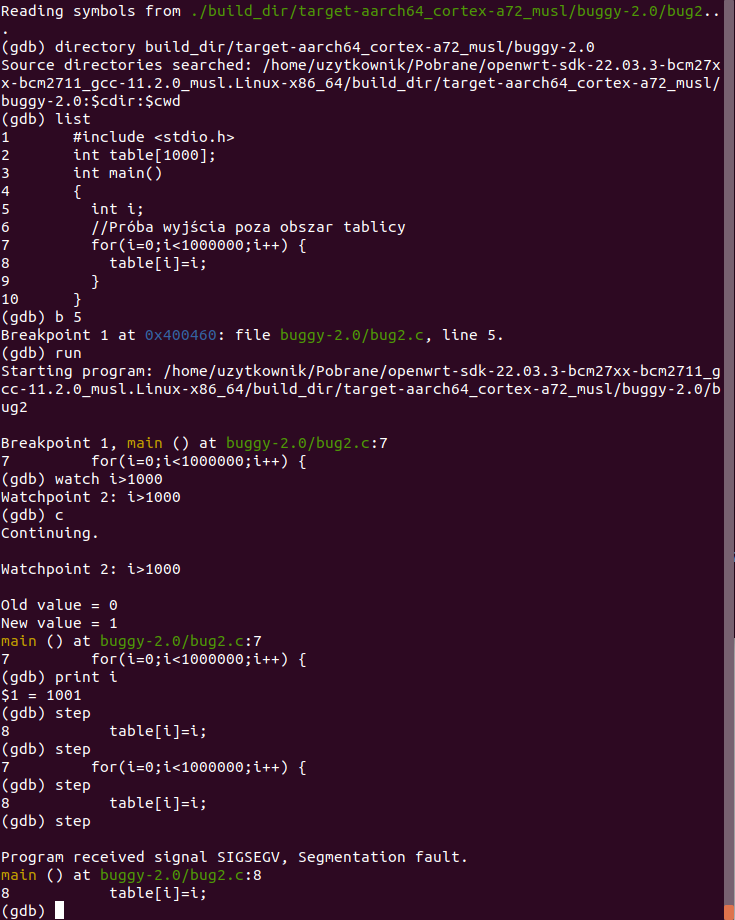 Reading symbols from ./build_dir/target-aarch64_cortex-a72_musl/buggy-2.0/bug2..
.
(gdb) directory build_dir/target-aarch64_cortex-a72_musl/buggy-2.0
Source directories searched: /home/uzytkownik/Pobrane/openwrt-sdk-22.03.3-bcm27x
x-bcm2711_gcc-11.2.0_musl.Linux-x86_64/build_dir/target-aarch64_cortex-a72_musl/
buggy-2.0:$cdir:$cwd
(gdb) list
1       #include <stdio.h>
2       int table[1000];
3       int main()
4       {
5         int i;
6         //Próba wyjścia poza obszar tablicy
7         for(i=0;i<1000000;i++) {
8           table[i]=i;
9         }
10      }
(gdb) b 5
Breakpoint 1 at 0x400460: file buggy-2.0/bug2.c, line 5.
(gdb) run
Starting program: /home/uzytkownik/Pobrane/openwrt-sdk-22.03.3-bcm27xx-bcm2711_g
cc-11.2.0_musl.Linux-x86_64/build_dir/target-aarch64_cortex-a72_musl/buggy-2.0/b
ug2

Breakpoint 1, main () at buggy-2.0/bug2.c:7
7         for(i=0;i<1000000;i++) {
(gdb) watch i>1000
Watchpoint 2: i>1000
(gdb) c
Continuing.

Watchpoint 2: i>1000

Old value = 0
New value = 1
main () at buggy-2.0/bug2.c:7
7         for(i=0;i<1000000;i++) {
(gdb) print i
$1 = 1001
(gdb) step
8           table[i]=i;
(gdb) step
7         for(i=0;i<1000000;i++) {
(gdb) step
8           table[i]=i;
(gdb) step

Program received signal SIGSEGV, Segmentation fault.
main () at buggy-2.0/bug2.c:8
8           table[i]=i;
(gdb)